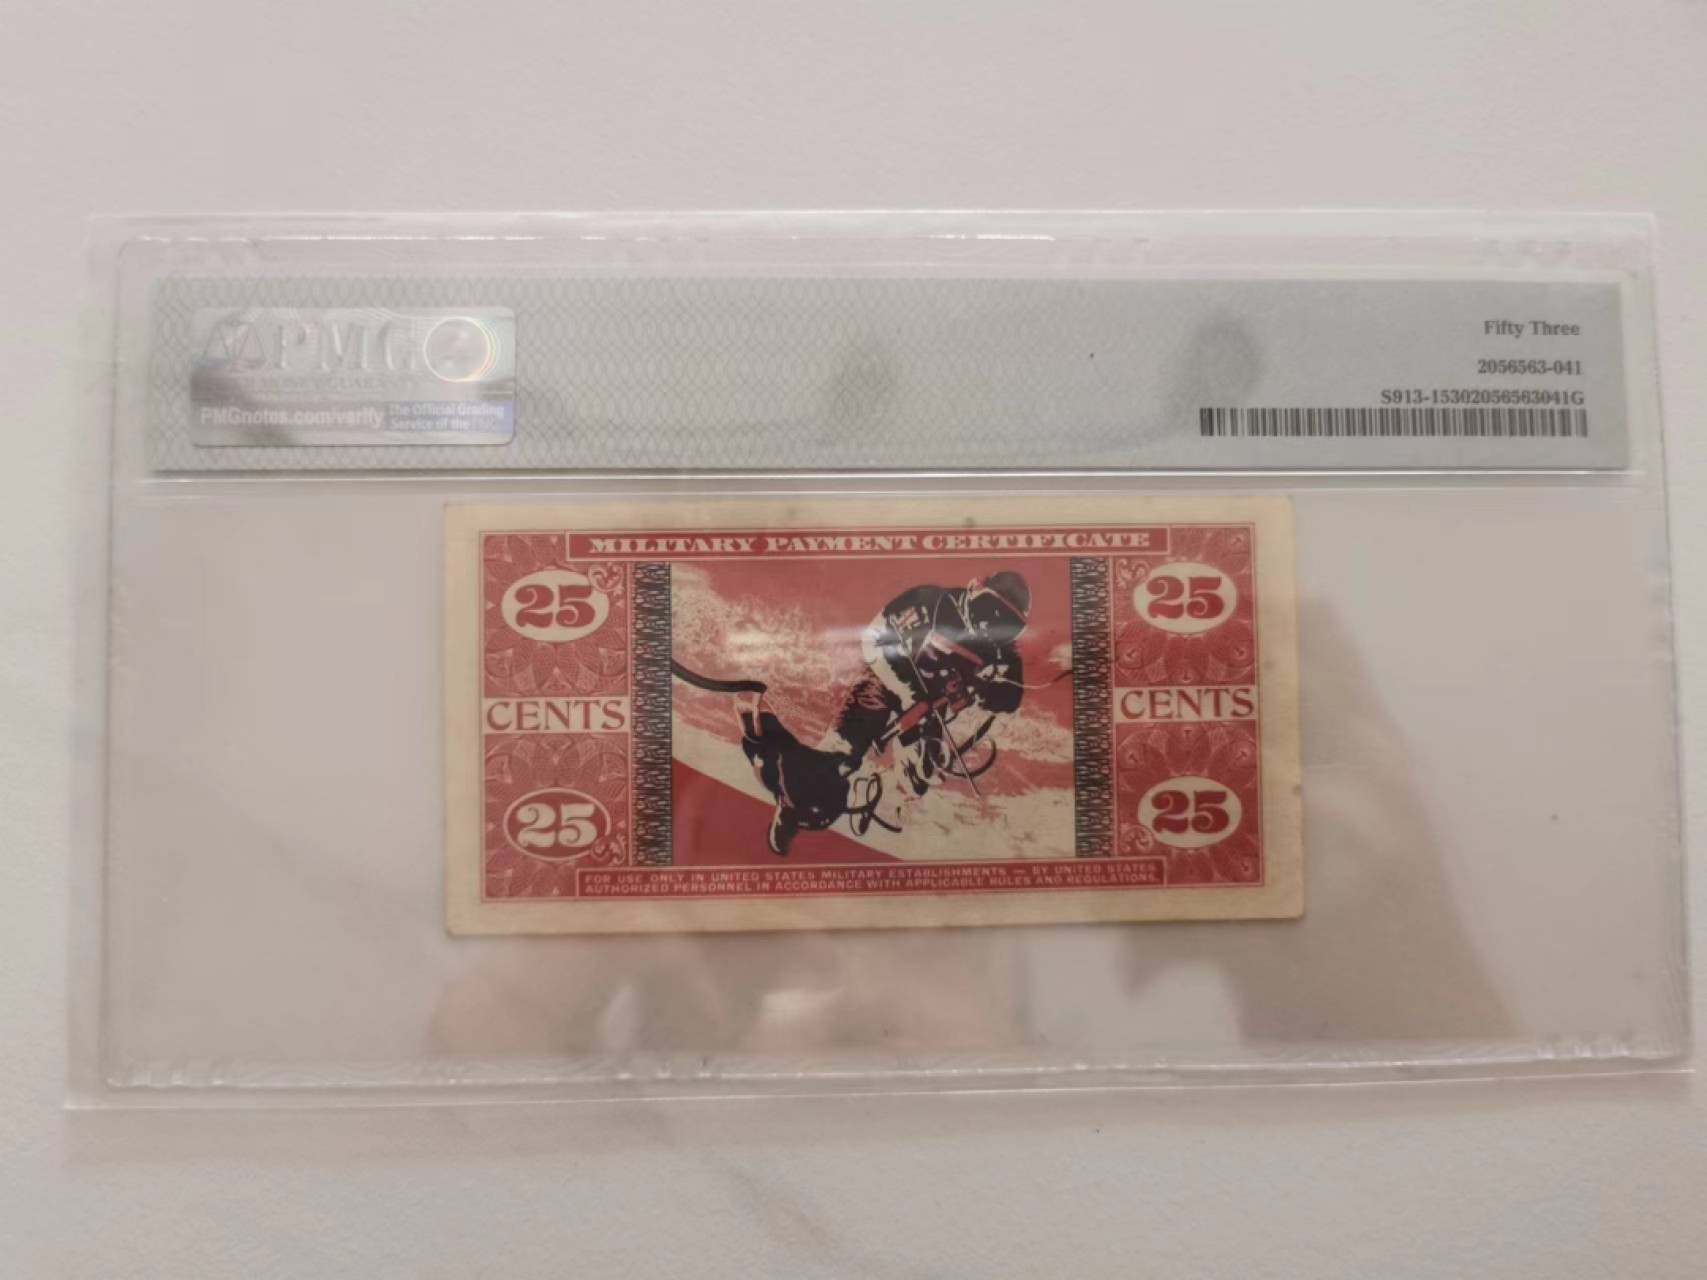 PMG
PMGnotes.com/verify
The Official Grading
Service of the PNG
Fifty Three
2056563-041
S913-15302056563041G
MILITARY PAYMENT CERTIFICATE
25 25
CENTS CENTS
25 25
FOR USE ONLY IN UNITED STATES MILITARY ESTABLISHMENTS — BY UNITED STATES
AUTHORIZED PERSONNEL IN ACCORDANCE WITH APPLICABLE RULES AND REGULATIONS